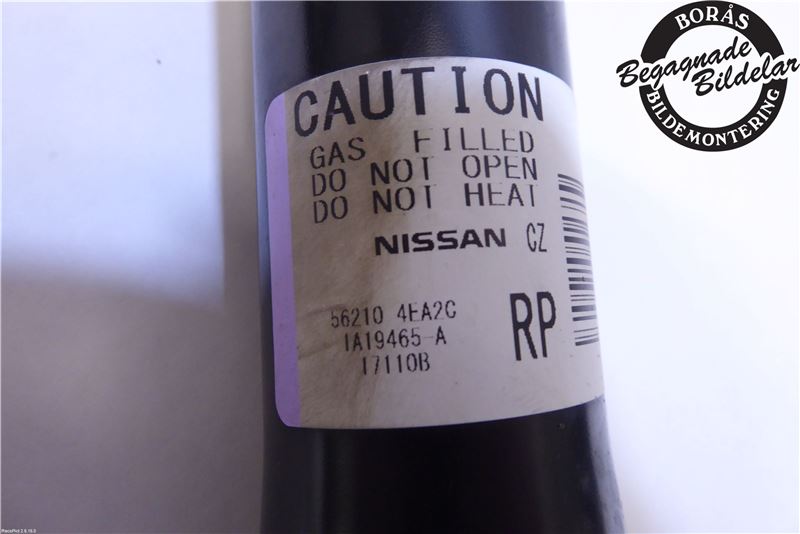 CAUTION
GAS FILLED
DO NOT OPEN
DO NOT HEAT
NISSAN CZ
56210 4EA2C
1A19465-A
17110B
RP
BORÅS
Begagnade
Bildelar
BILDEMONTERING